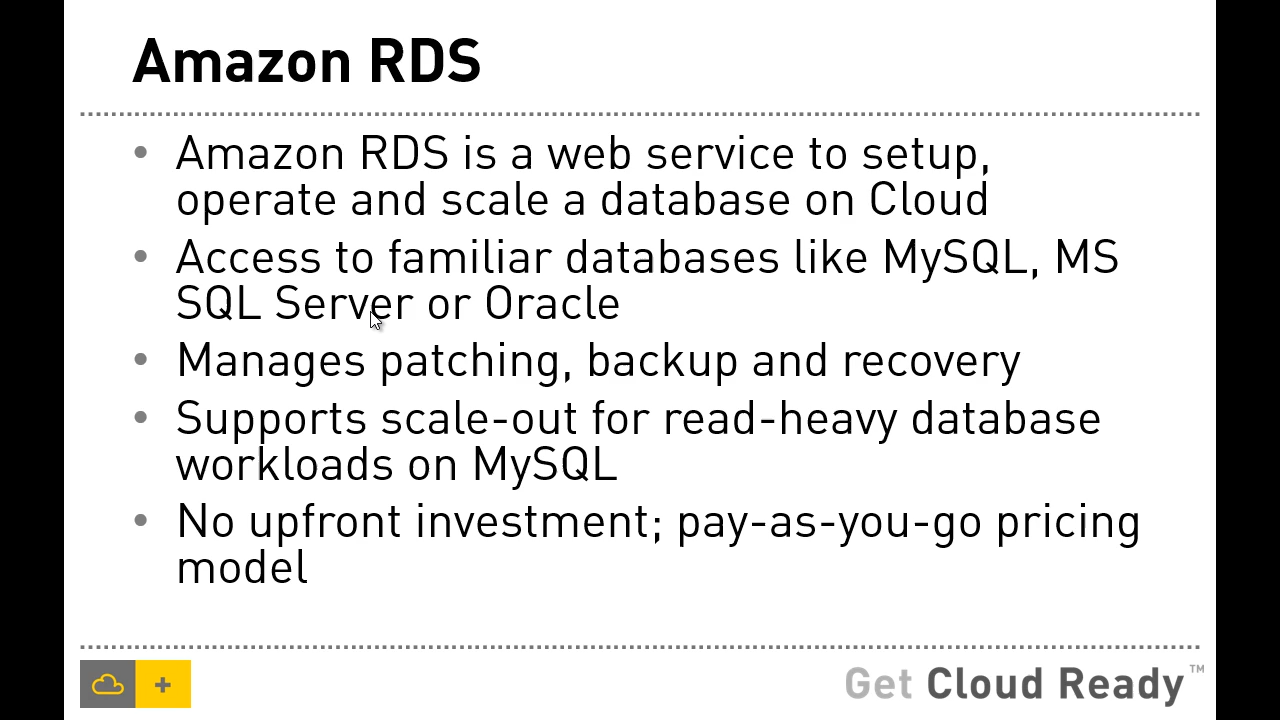 Amazon RDS
• Amazon RDS is a web service to setup,
operate and scale a database on Cloud
• Access to familiar databases like MySQL, MS
SQL Server or Oracle
• Manages patching, backup and recovery
• Supports scale-out for read-heavy database
workloads on MySQL
• No upfront investment; pay-as-you-go pricing
model
+
Get Cloud Ready™